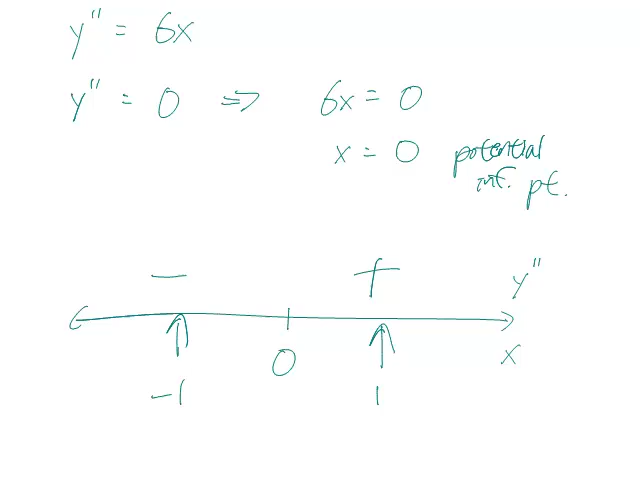 y'' = 6x
y'' = 0 ⇒ 6x = 0
x = 0 potential
inf. pt.
− + y''
0 x
-1 1